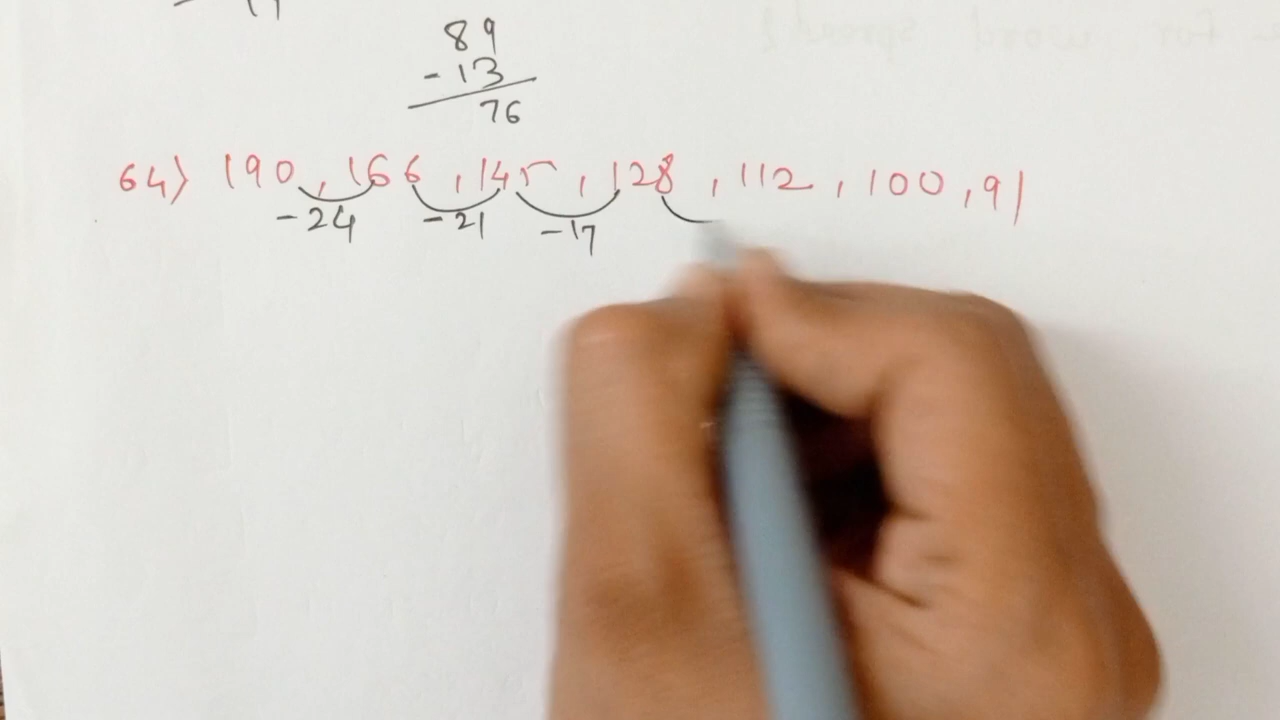 89
- 13
76
64) 190, 166, 145, 128, 112, 100, 91
-24 -21 -17